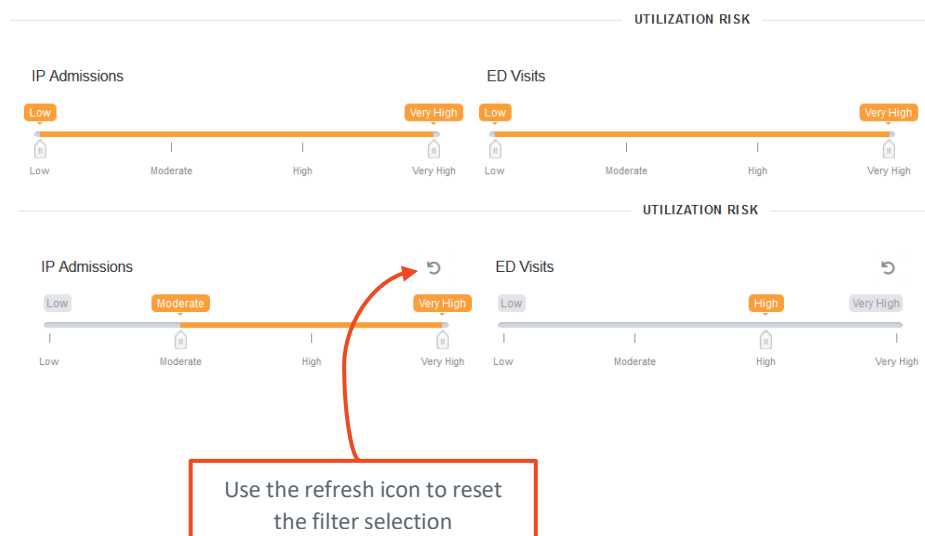 UTILIZATION RISK
IP Admissions
ED Visits
Low
Very High
Low
Very High
Low
Moderate
High
Very High
Low
Moderate
High
Very High
UTILIZATION RISK
IP Admissions
ED Visits
Low
Moderate
Very High
Low
High
Very High
Low
Moderate
High
Very High
Low
Moderate
High
Very High
Use the refresh icon to reset
the filter selection